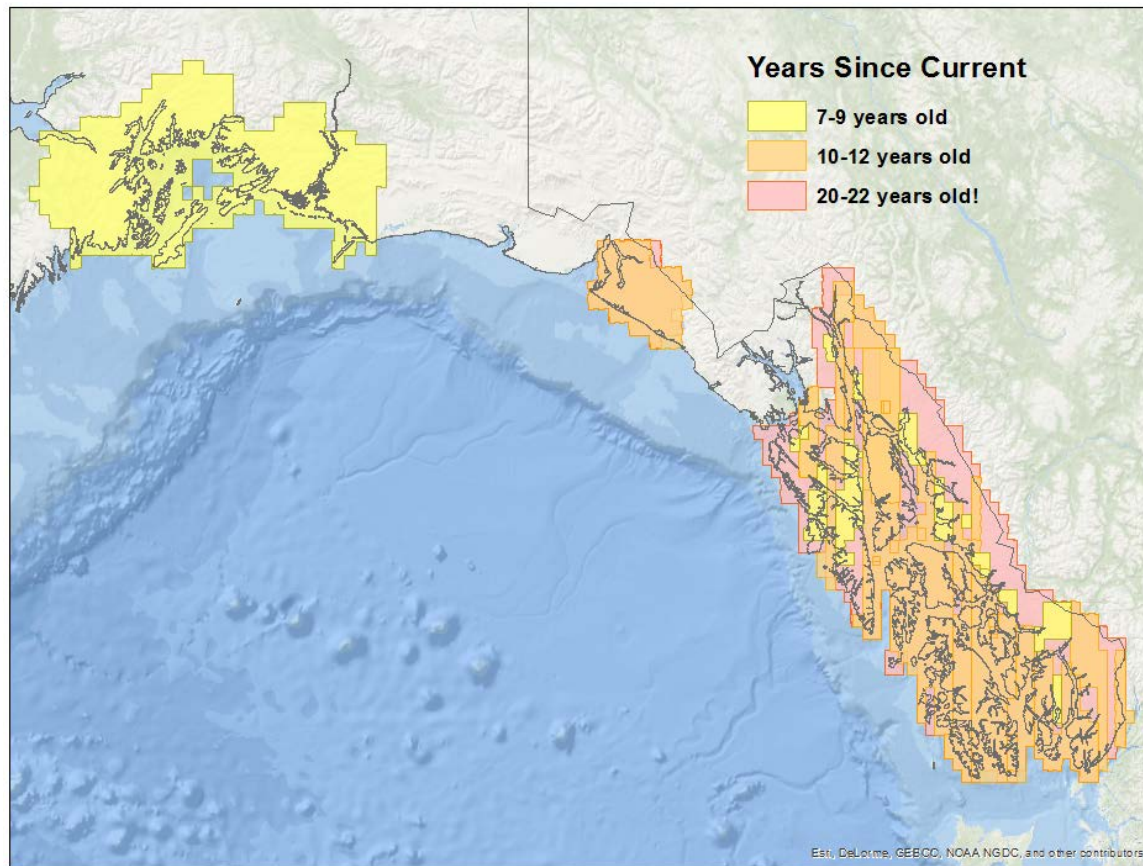 Years Since Current
7-9 years old
10-12 years old
20-22 years old!
Esri, DeLorme, GEBCO, NOAA NGDC, and other contributors